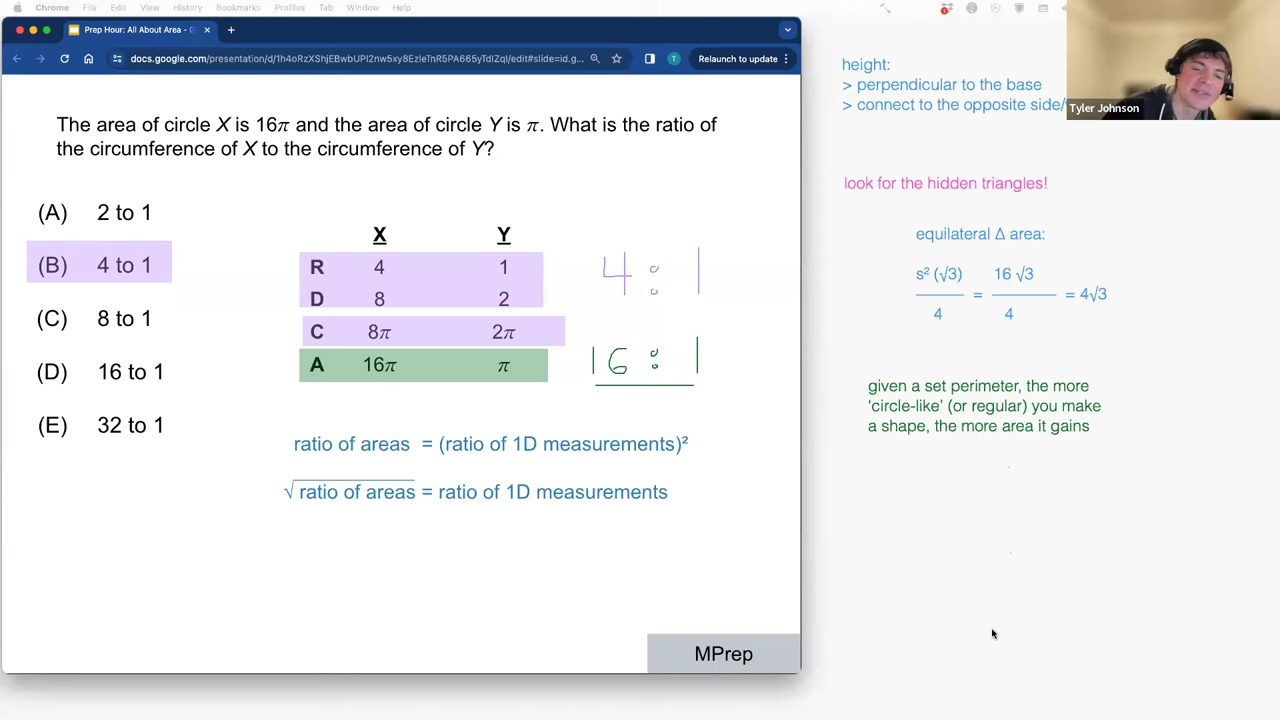 Chrome File Edit View History Bookmarks Profiles Tab Window Help
Prep Hour: All About Area - G
docs.google.com/presentation/d/1h4oRzXShjEBwbUPI2nw5xy8EzleTnR5PA665yTdIZqI/edit#slide=id.g... T Relaunch to update
The area of circle X is 16π and the area of circle Y is π. What is the ratio of
the circumference of X to the circumference of Y?
(A) 2 to 1
(B) 4 to 1
(C) 8 to 1
(D) 16 to 1
(E) 32 to 1
X Y
R 4 1
D 8 2
C 8π 2π
A 16π π
4 : 1
16 : 1
ratio of areas = (ratio of 1D measurements)²
√ratio of areas = ratio of 1D measurements
MPrep
height:
> perpendicular to the base
> connect to the opposite side/
Tyler Johnson
look for the hidden triangles!
equilateral Δ area:
s² (√3) 16 √3
= = 4√3
4 4
given a set perimeter, the more
'circle-like' (or regular) you make
a shape, the more area it gains